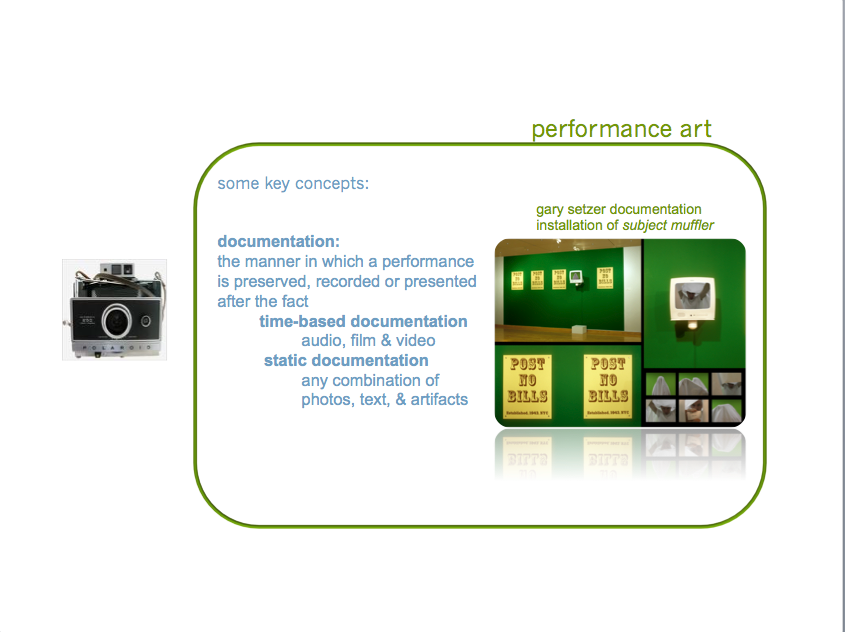 performance art
some key concepts:
gary setzer documentation
installation of subject muffler
documentation:
the manner in which a performance
is preserved, recorded or presented
after the fact
time-based documentation
audio, film & video
static documentation
any combination of
photos, text, & artifacts
POST
NO
BILLS
POST
NO
BILLS
POLAROID